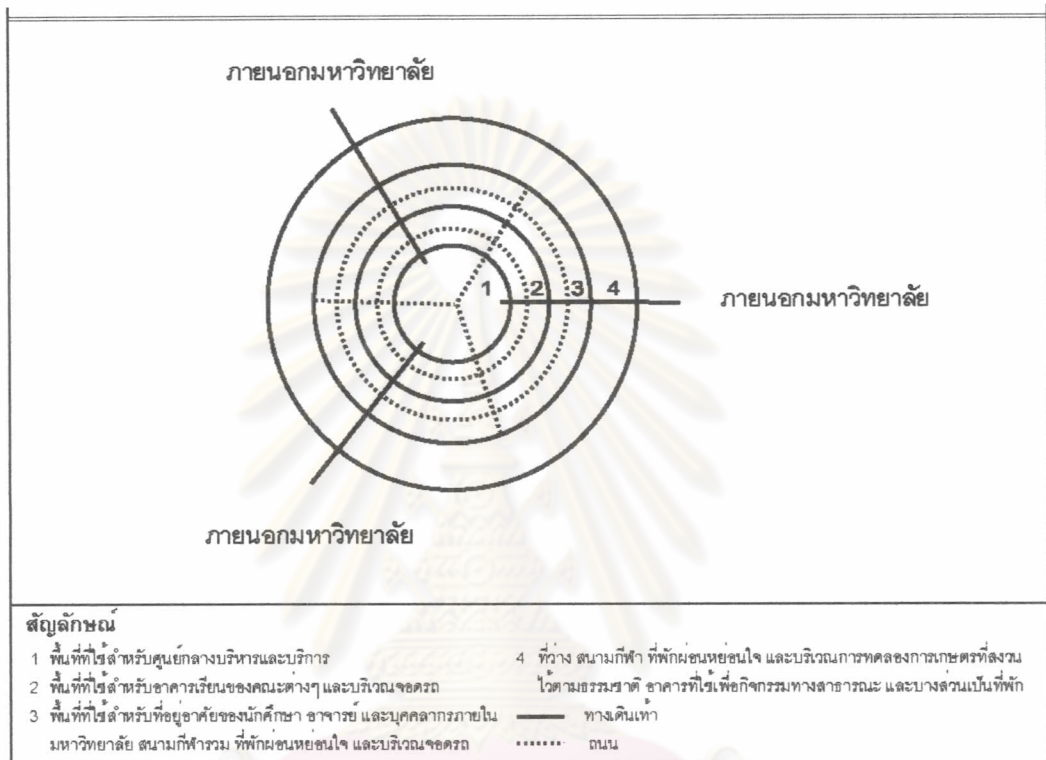 ภายนอกมหาวิทยาลัย
1 2 3 4
ภายนอกมหาวิทยาลัย
ภายนอกมหาวิทยาลัย
สัญลักษณ์
1 พื้นที่ที่ใช้สำหรับศูนย์กลางบริหารและบริการ
2 พื้นที่ที่ใช้สำหรับอาคารเรียนของคณะต่างๆ และบริเวณจอดรถ
3 พื้นที่ที่ใช้สำหรับที่อยู่อาศัยของนักศึกษา อาจารย์ และบุคคลากรภายใน
มหาวิทยาลัย สนามกีฬารวม ที่พักผ่อนหย่อนใจ และบริเวณจอดรถ
4 ที่ว่าง สนามกีฬา ที่พักผ่อนหย่อนใจ และบริเวณการทดลองการเกษตรที่สงวน
ไว้ตามธรรมชาติ อาคารที่ใช้เพื่อกิจกรรมทางสาธารณะ และบางส่วนเป็นที่พัก
ทางเดินเท้า
ถนน